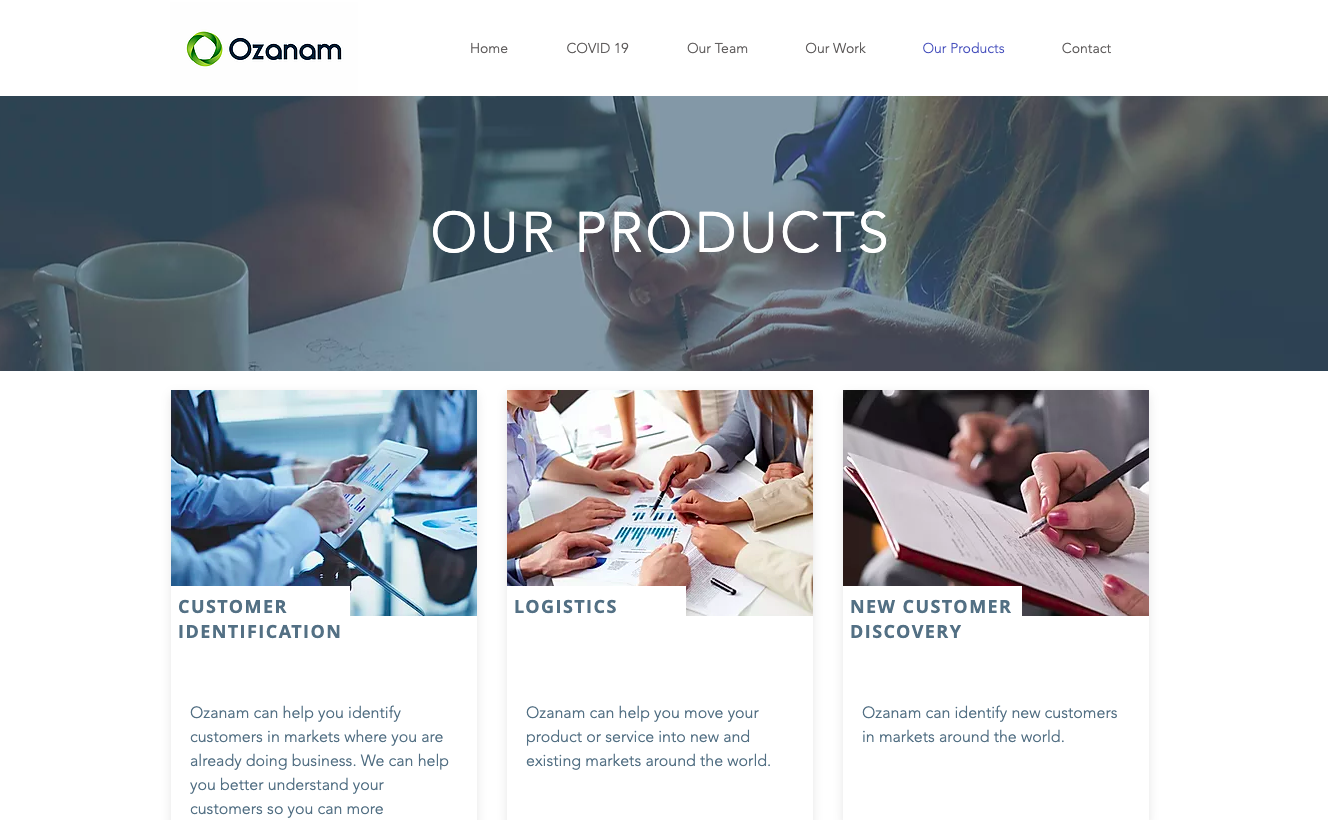 Ozanam
Home
COVID 19
Our Team
Our Work
Our Products
Contact
OUR PRODUCTS
CUSTOMER
IDENTIFICATION
Ozanam can help you identify
customers in markets where you are
already doing business. We can help
you better understand your
customers so you can more
LOGISTICS
Ozanam can help you move your
product or service into new and
existing markets around the world.
NEW CUSTOMER
DISCOVERY
Ozanam can identify new customers
in markets around the world.